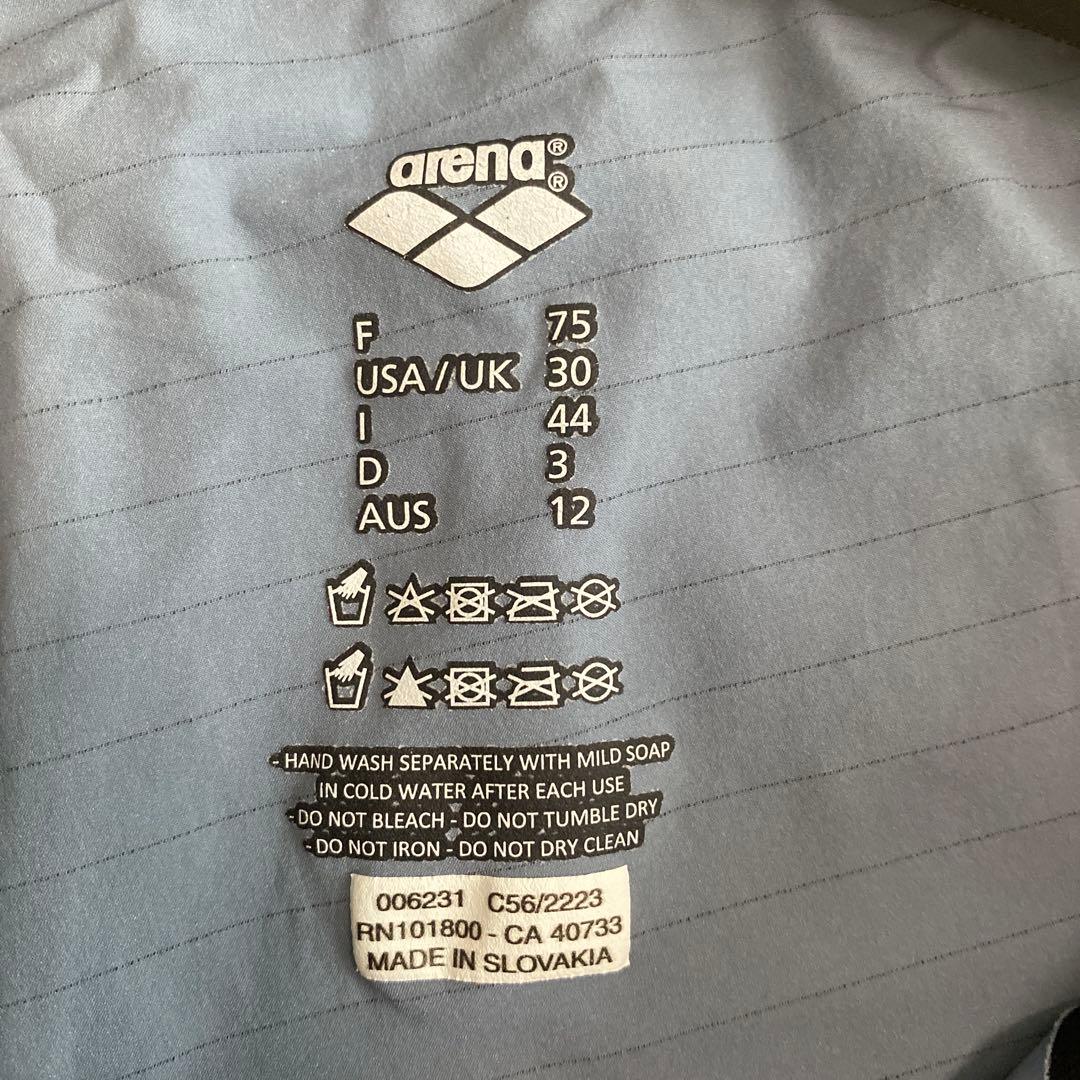 arena®
®
F 75
USA/UK 30
I 44
D 3
AUS 12
- HAND WASH SEPARATELY WITH MILD SOAP
IN COLD WATER AFTER EACH USE
-DO NOT BLEACH - DO NOT TUMBLE DRY
- DO NOT IRON - DO NOT DRY CLEAN
006231 C56/2223
RN101800 - CA 40733
MADE IN SLOVAKIA